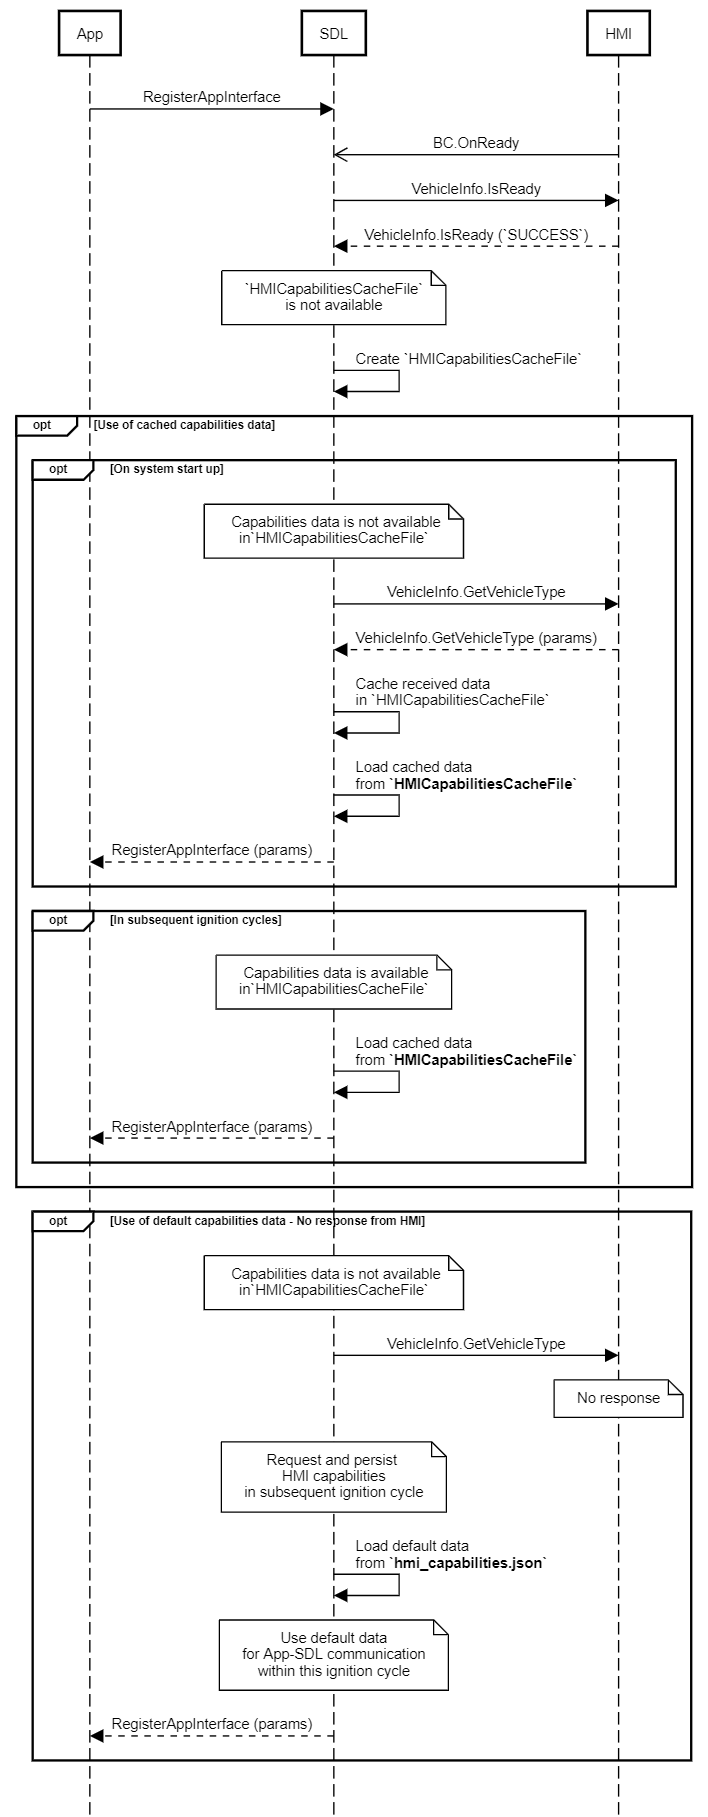 App
SDL
HMI
RegisterAppInterface
BC.OnReady
VehicleInfo.IsReady
VehicleInfo.IsReady (`SUCCESS`)
`HMICapabilitiesCacheFile`
is not available
Create `HMICapabilitiesCacheFile`
opt
[Use of cached capabilities data]
opt
[On system start up]
Capabilities data is not available
in`HMICapabilitiesCacheFile`
VehicleInfo.GetVehicleType
VehicleInfo.GetVehicleType (params)
Cache received data
in `HMICapabilitiesCacheFile`
Load cached data
from `HMICapabilitiesCacheFile`
RegisterAppInterface (params)
opt
[In subsequent ignition cycles]
Capabilities data is available
in`HMICapabilitiesCacheFile`
Load cached data
from `HMICapabilitiesCacheFile`
RegisterAppInterface (params)
opt
[Use of default capabilities data - No response from HMI]
Capabilities data is not available
in`HMICapabilitiesCacheFile`
VehicleInfo.GetVehicleType
No response
Request and persist
HMI capabilities
in subsequent ignition cycle
Load default data
from `hmi_capabilities.json`
Use default data
for App-SDL communication
within this ignition cycle
RegisterAppInterface (params)